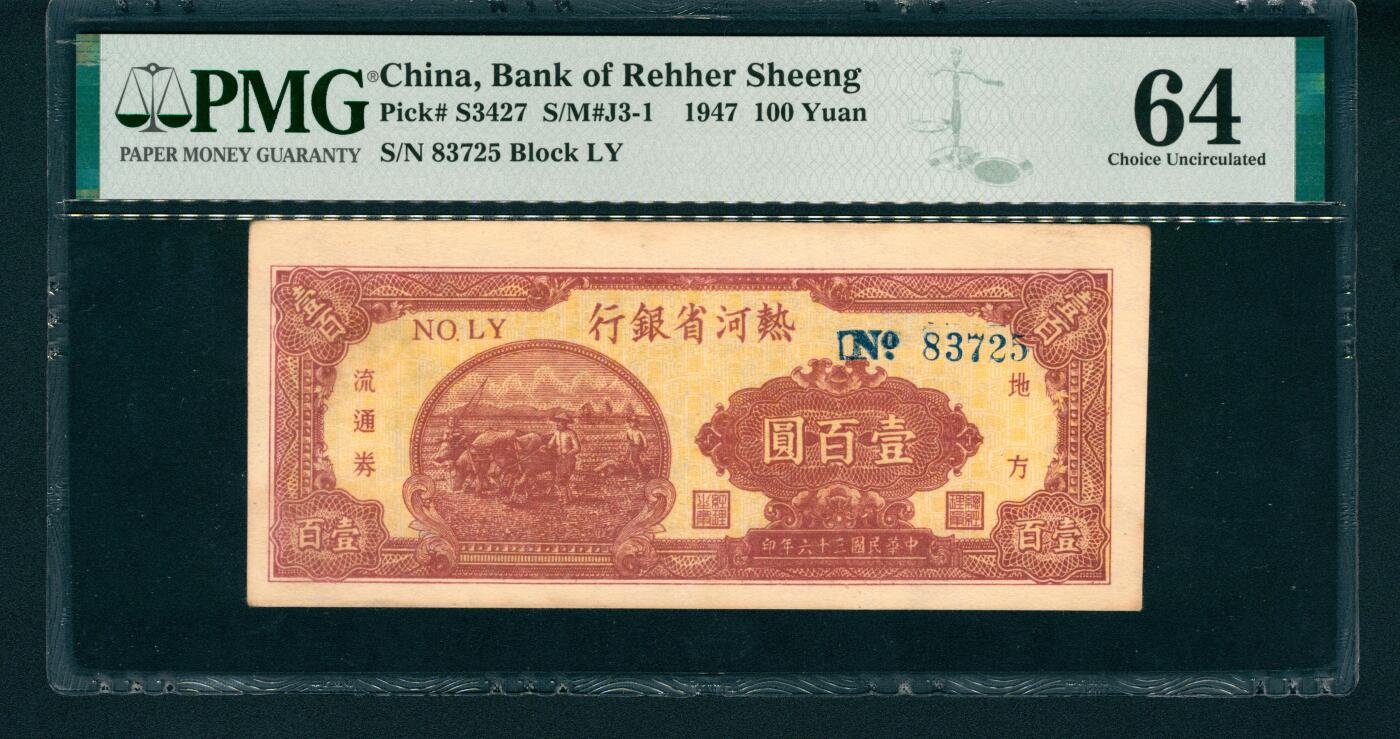 PMG®
PAPER MONEY GUARANTY
China, Bank of Rehher Sheeng
Pick# S3427 S/M#J3-1 1947 100 Yuan
S/N 83725 Block LY
64
Choice Uncirculated
壹百
壹百
NO. LY
熱河省銀行
No 83725
地方
流通券
壹百圓
中華民國三十六年印
壹百
壹百